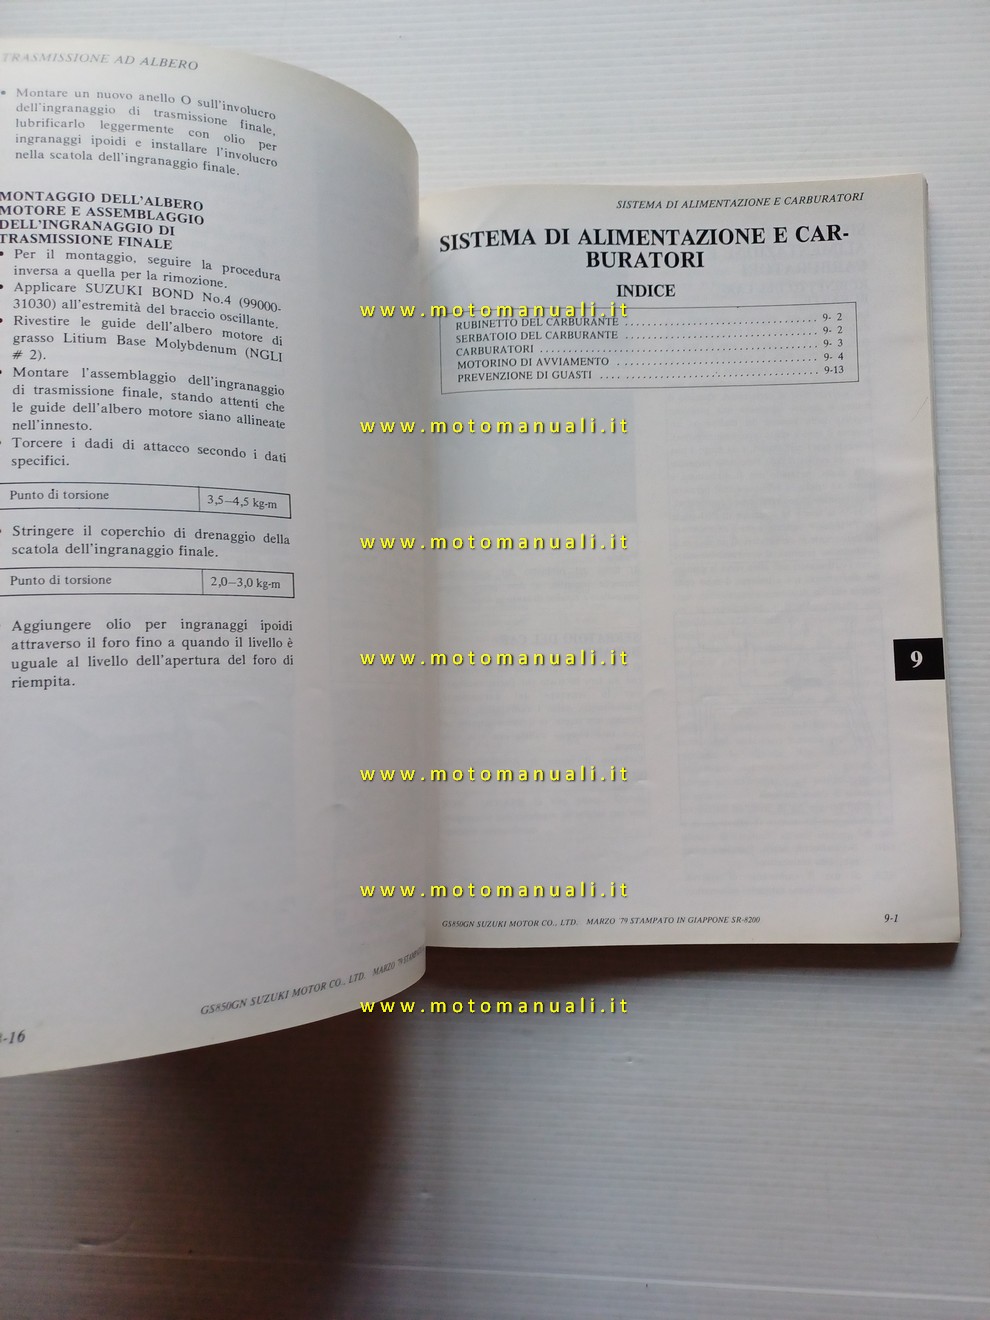 TRASMISSIONE AD ALBERO
• Montare un nuovo anello O sull'involucro
dell'ingranaggio di trasmissione finale,
lubrificarlo leggermente con olio per
ingranaggi ipoidi e installare l'involucro
nella scatola dell'ingranaggio finale.
MONTAGGIO DELL'ALBERO
MOTORE E ASSEMBLAGGIO
DELL'INGRANAGGIO DI
TRASMISSIONE FINALE
• Per il montaggio, seguire la procedura
inversa a quella per la rimozione.
• Applicare SUZUKI BOND No.4 (99000-
31030) all'estremità del braccio oscillante.
• Rivestire le guide dell'albero motore di
grasso Litium Base Molybdenum (NGLI
# 2).
• Montare l'assemblaggio dell'ingranaggio
di trasmissione finale, stando attenti che
le guide dell'albero motore siano allineate
nell'innesto.
• Torcere i dadi di attacco secondo i dati
specifici.
Punto di torsione 3,5–4,5 kg-m
• Stringere il coperchio di drenaggio della
scatola dell'ingranaggio finale.
Punto di torsione 2,0–3,0 kg-m
Aggiungere olio per ingranaggi ipoidi
attraverso il foro fino a quando il livello è
uguale al livello dell'apertura del foro di
riempita.
GS850GN SUZUKI MOTOR CO., LTD. MARZO '79
-16
SISTEMA DI ALIMENTAZIONE E CARBURATORI
SISTEMA DI ALIMENTAZIONE E CAR-
BURATORI
INDICE
RUBINETTO DEL CARBURANTE .................................. 9- 2
SERBATOIO DEL CARBURANTE .................................. 9- 2
CARBURATORI .................................................. 9- 3
MOTORINO DI AVVIAMENTO .................................... 9- 4
PREVENZIONE DI GUASTI ....................................... 9-13
9
GS850GN SUZUKI MOTOR CO., LTD. MARZO '79 STAMPATO IN GIAPPONE SR-8200
9-1
www.motomanuali.it
www.motomanuali.it
www.motomanuali.it
www.motomanuali.it
www.motomanuali.it
www.motomanuali.it
www.motomanuali.it